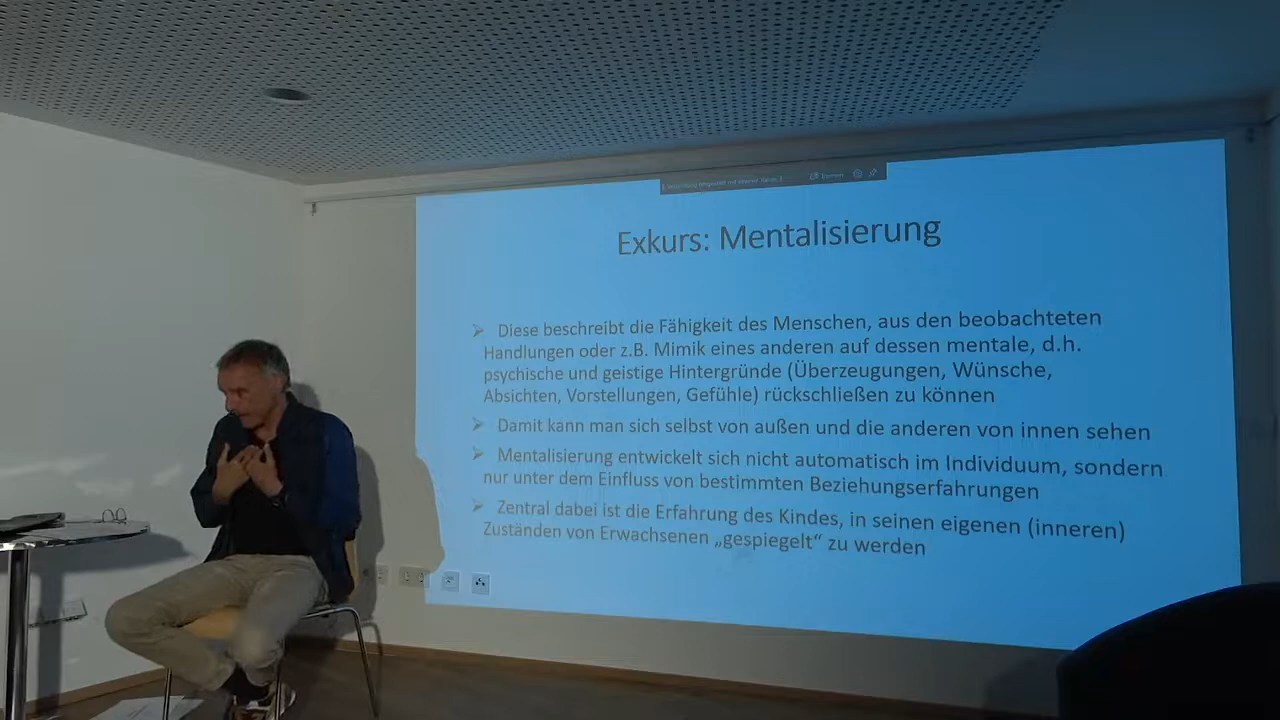 Exkurs: Mentalisierung
Diese beschreibt die Fähigkeit des Menschen, aus den beobachteten
Handlungen oder z.B. Mimik eines anderen auf dessen mentale, d.h.
psychische und geistige Hintergründe (Überzeugungen, Wünsche,
Absichten, Vorstellungen, Gefühle) rückschließen zu können
Damit kann man sich selbst von außen und die anderen von innen sehen
Mentalisierung entwickelt sich nicht automatisch im Individuum, sondern
nur unter dem Einfluss von bestimmten Beziehungserfahrungen
Zentral dabei ist die Erfahrung des Kindes, in seinen eigenen (inneren)
Zuständen von Erwachsenen „gespiegelt“ zu werden